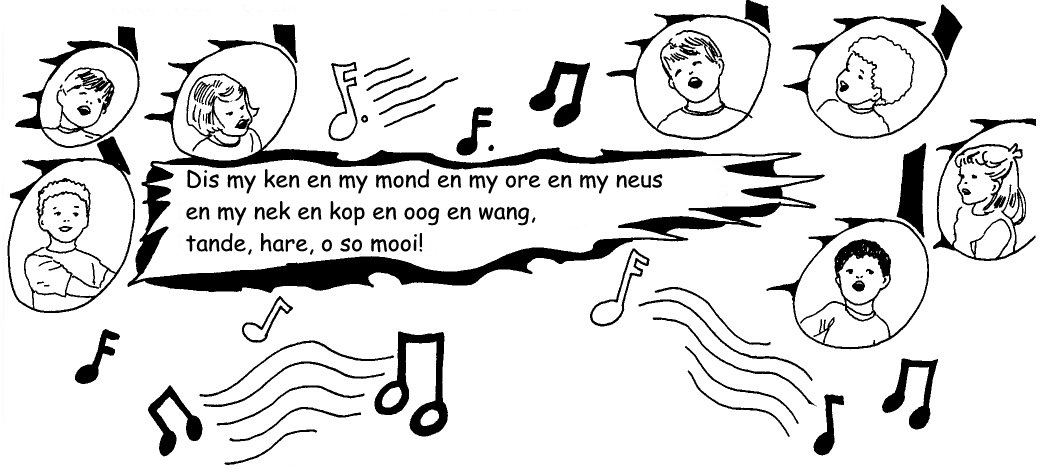 Dis my ken en my mond en my ore en my neus
en my nek en kop en oog en wang,
tande, hare, o so mooi!